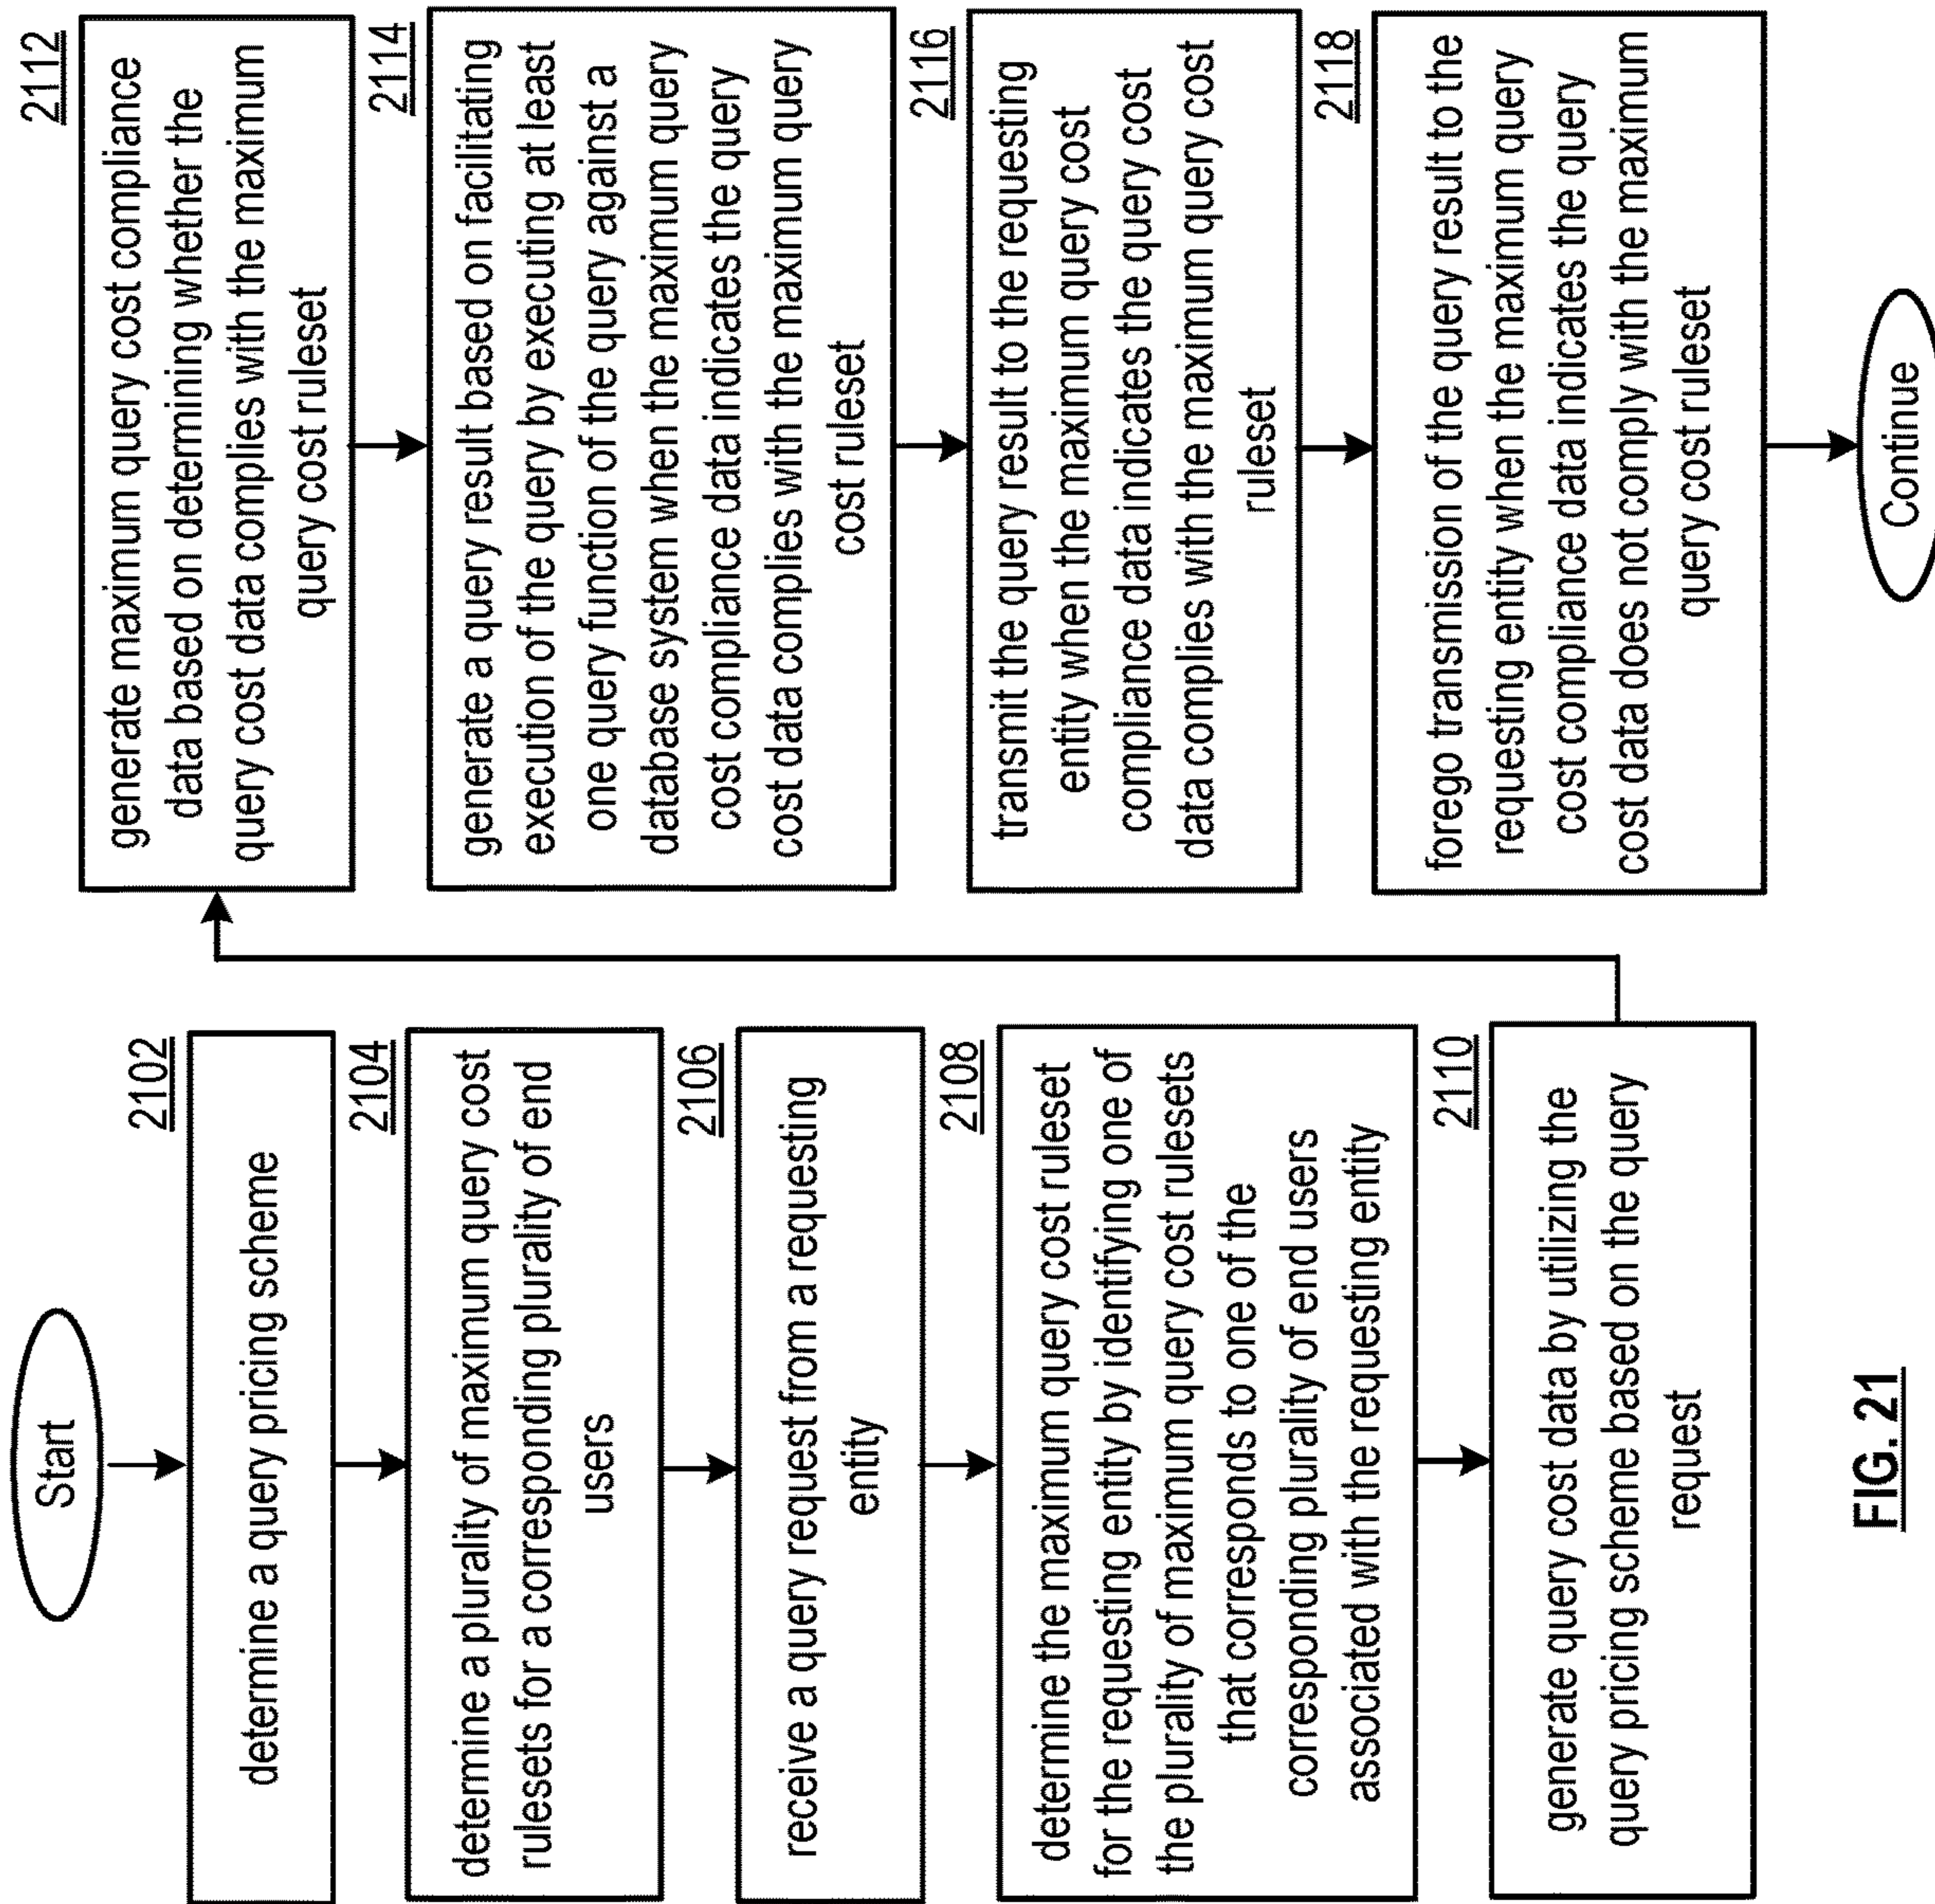 Start
2102
determine a query pricing scheme
2104
determine a plurality of maximum query cost
rulesets for a corresponding plurality of end
users
2106
receive a query request from a requesting
entity
2108
determine the maximum query cost ruleset
for the requesting entity by identifying one of
the plurality of maximum query cost rulesets
that corresponds to one of the
corresponding plurality of end users
associated with the requesting entity
2110
generate query cost data by utilizing the
query pricing scheme based on the query
request
2112
generate maximum query cost compliance
data based on determining whether the
query cost data complies with the maximum
query cost ruleset
2114
generate a query result based on facilitating
execution of the query by executing at least
one query function of the query against a
database system when the maximum query
cost compliance data indicates the query
cost data complies with the maximum query
cost ruleset
2116
transmit the query result to the requesting
entity when the maximum query cost
compliance data indicates the query cost
data complies with the maximum query cost
ruleset
2118
forego transmission of the query result to the
requesting entity when the maximum query
cost compliance data indicates the query
cost data does not comply with the maximum
query cost ruleset
Continue
FIG. 21